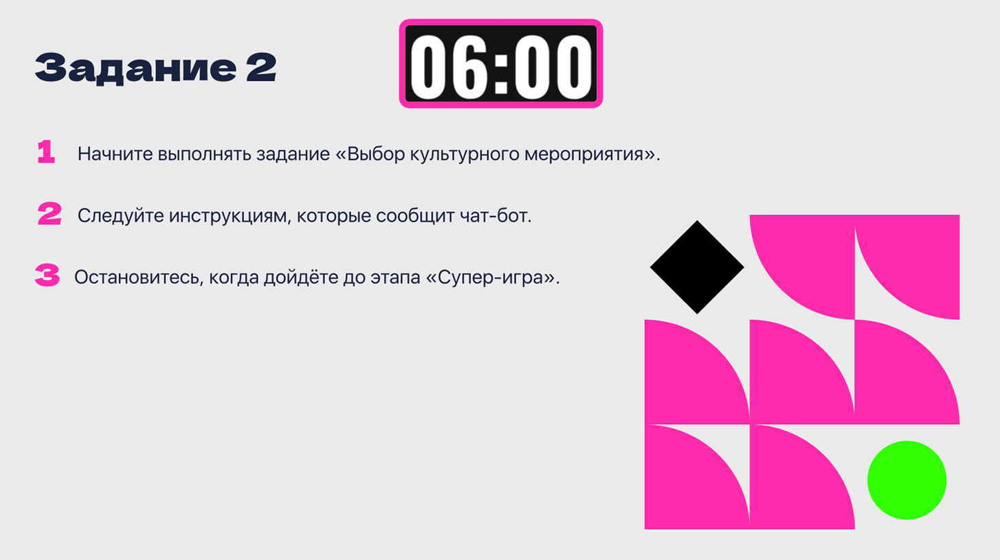 Задание 2
06:00
1 Начните выполнять задание «Выбор культурного мероприятия».
2 Следуйте инструкциям, которые сообщит чат-бот.
3 Остановитесь, когда дойдёте до этапа «Супер-игра».